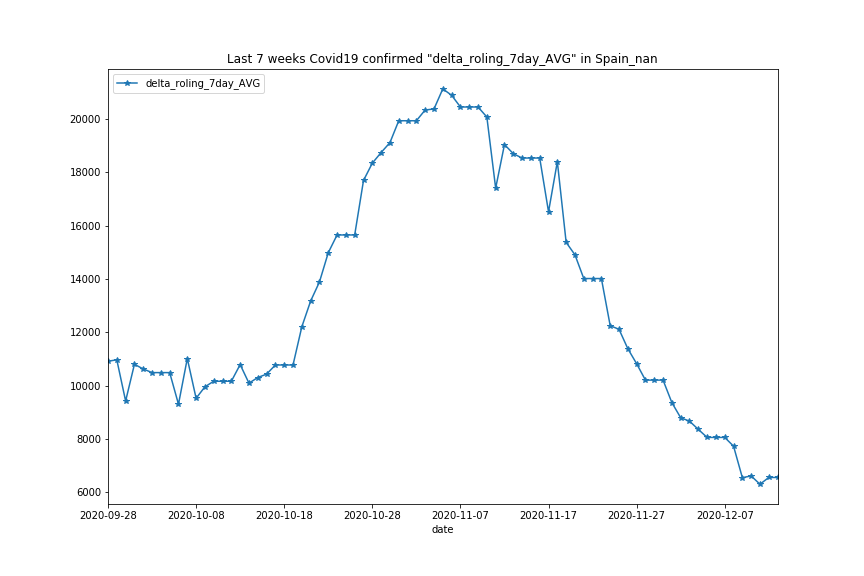 Last 7 weeks Covid19 confirmed "delta_roling_7day_AVG" in Spain_nan
delta_roling_7day_AVG
20000
18000
16000
14000
12000
10000
8000
6000
2020-09-28 2020-10-08 2020-10-18 2020-10-28 2020-11-07 2020-11-17 2020-11-27 2020-12-07
date